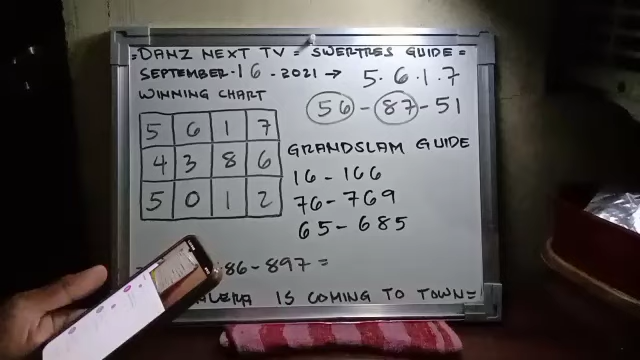 =DANZ NEXT TV = SWERTRES GUIDE =
SEPTEMBER-16-2021 → 5.6.1.7
WINNING CHART
56 - 87 - 51
5 6 1 7
4 3 8 6
5 0 1 2
GRANDSLAM GUIDE
16 - 166
76 - 769
65 - 685
86 - 897 =
IS COMING TO TOWN=